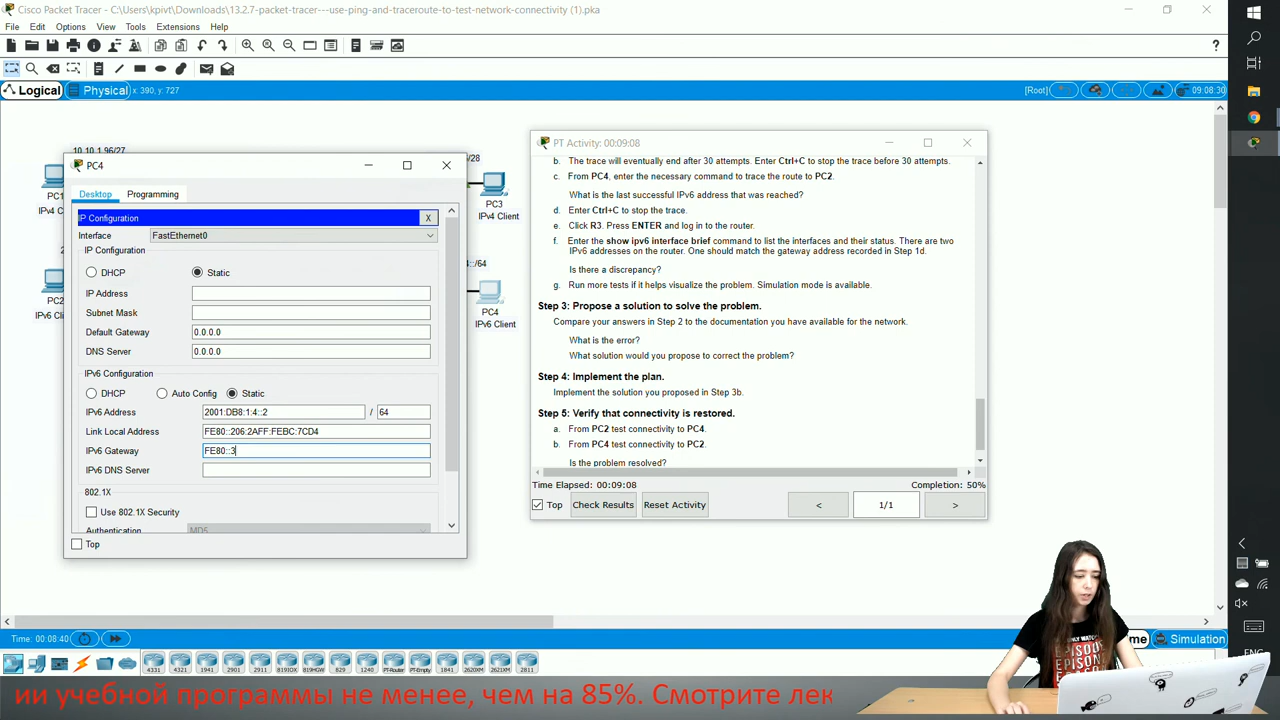 Cisco Packet Tracer - C:\Users\kpivt\Downloads\13.2.7-packet-tracer---use-ping-and-traceroute-to-test-network-connectivity (1).pka
File Edit Options View Tools Extensions Help
?
Logical Physical x: 390, y: 727 [Root] 09:08:30
10.10.1.96/27
PC1
IPv4 C
PC2
IPv6 Clie
/28
PC3
IPv4 Client
4::/64
PC4
IPv6 Client
PC4
Desktop Programming
IP Configuration X
Interface FastEthernet0
IP Configuration
DHCP Static
IP Address
Subnet Mask
Default Gateway 0.0.0.0
DNS Server 0.0.0.0
IPv6 Configuration
DHCP Auto Config Static
IPv6 Address 2001:DB8:1:4::2 / 64
Link Local Address FE80::206:2AFF:FEBC:7CD4
IPv6 Gateway FE80::3
IPv6 DNS Server
802.1X
Use 802.1X Security
Authentication MD5
Top
PT Activity: 00:09:08
b. The trace will eventually end after 30 attempts. Enter Ctrl+C to stop the trace before 30 attempts.
c. From PC4, enter the necessary command to trace the route to PC2.
What is the last successful IPv6 address that was reached?
d. Enter Ctrl+C to stop the trace.
e. Click R3. Press ENTER and log in to the router.
f. Enter the show ipv6 interface brief command to list the interfaces and their status. There are two
IPv6 addresses on the router. One should match the gateway address recorded in Step 1d.
Is there a discrepancy?
g. Run more tests if it helps visualize the problem. Simulation mode is available.
Step 3: Propose a solution to solve the problem.
Compare your answers in Step 2 to the documentation you have available for the network.
What is the error?
What solution would you propose to correct the problem?
Step 4: Implement the plan.
Implement the solution you proposed in Step 3b.
Step 5: Verify that connectivity is restored.
a. From PC2 test connectivity to PC4.
b. From PC4 test connectivity to PC2.
Is the problem resolved?
Time Elapsed: 00:09:08 Completion: 50%
Top Check Results Reset Activity < 1/1 >
Time: 00:08:40 me Simulation
4331 4321 1941 2901 2911 819IOX 819HGW 829 1240 PT-Router PT-Empty 1841 2620XM 2621XM 2811
ONLY WATCH
EPISODE
EPISODE
EPISODE
ENG
ии учебной программы не менее, чем на 85%. Смотрите лек